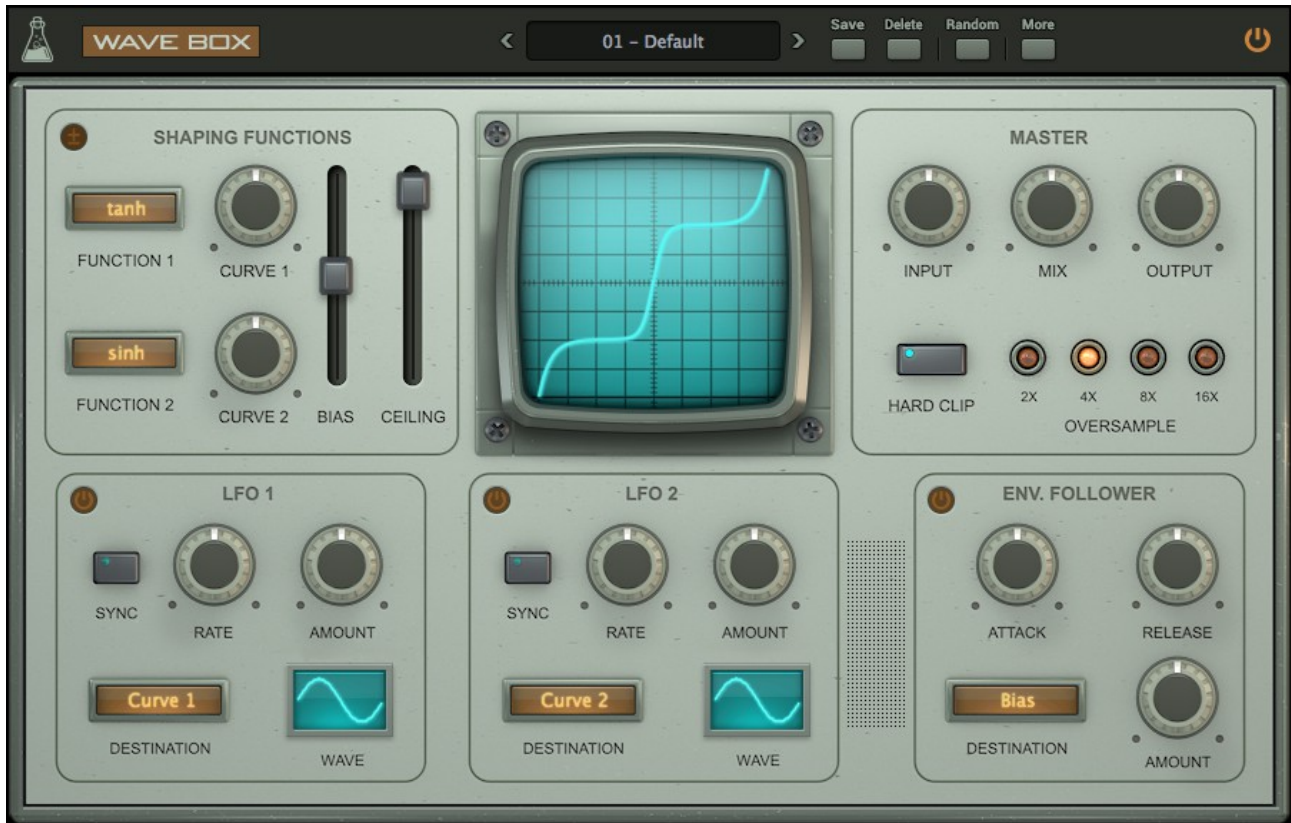 WAVE BOX
01 – Default
Save Delete Random More
SHAPING FUNCTIONS
tanh
FUNCTION 1
CURVE 1
sinh
FUNCTION 2
CURVE 2
BIAS
CEILING
MASTER
INPUT
MIX
OUTPUT
HARD CLIP
2X 4X 8X 16X
OVERSAMPLE
LFO 1
SYNC
RATE
AMOUNT
Curve 1
DESTINATION
WAVE
LFO 2
SYNC
RATE
AMOUNT
Curve 2
DESTINATION
WAVE
ENV. FOLLOWER
ATTACK
RELEASE
Bias
DESTINATION
AMOUNT